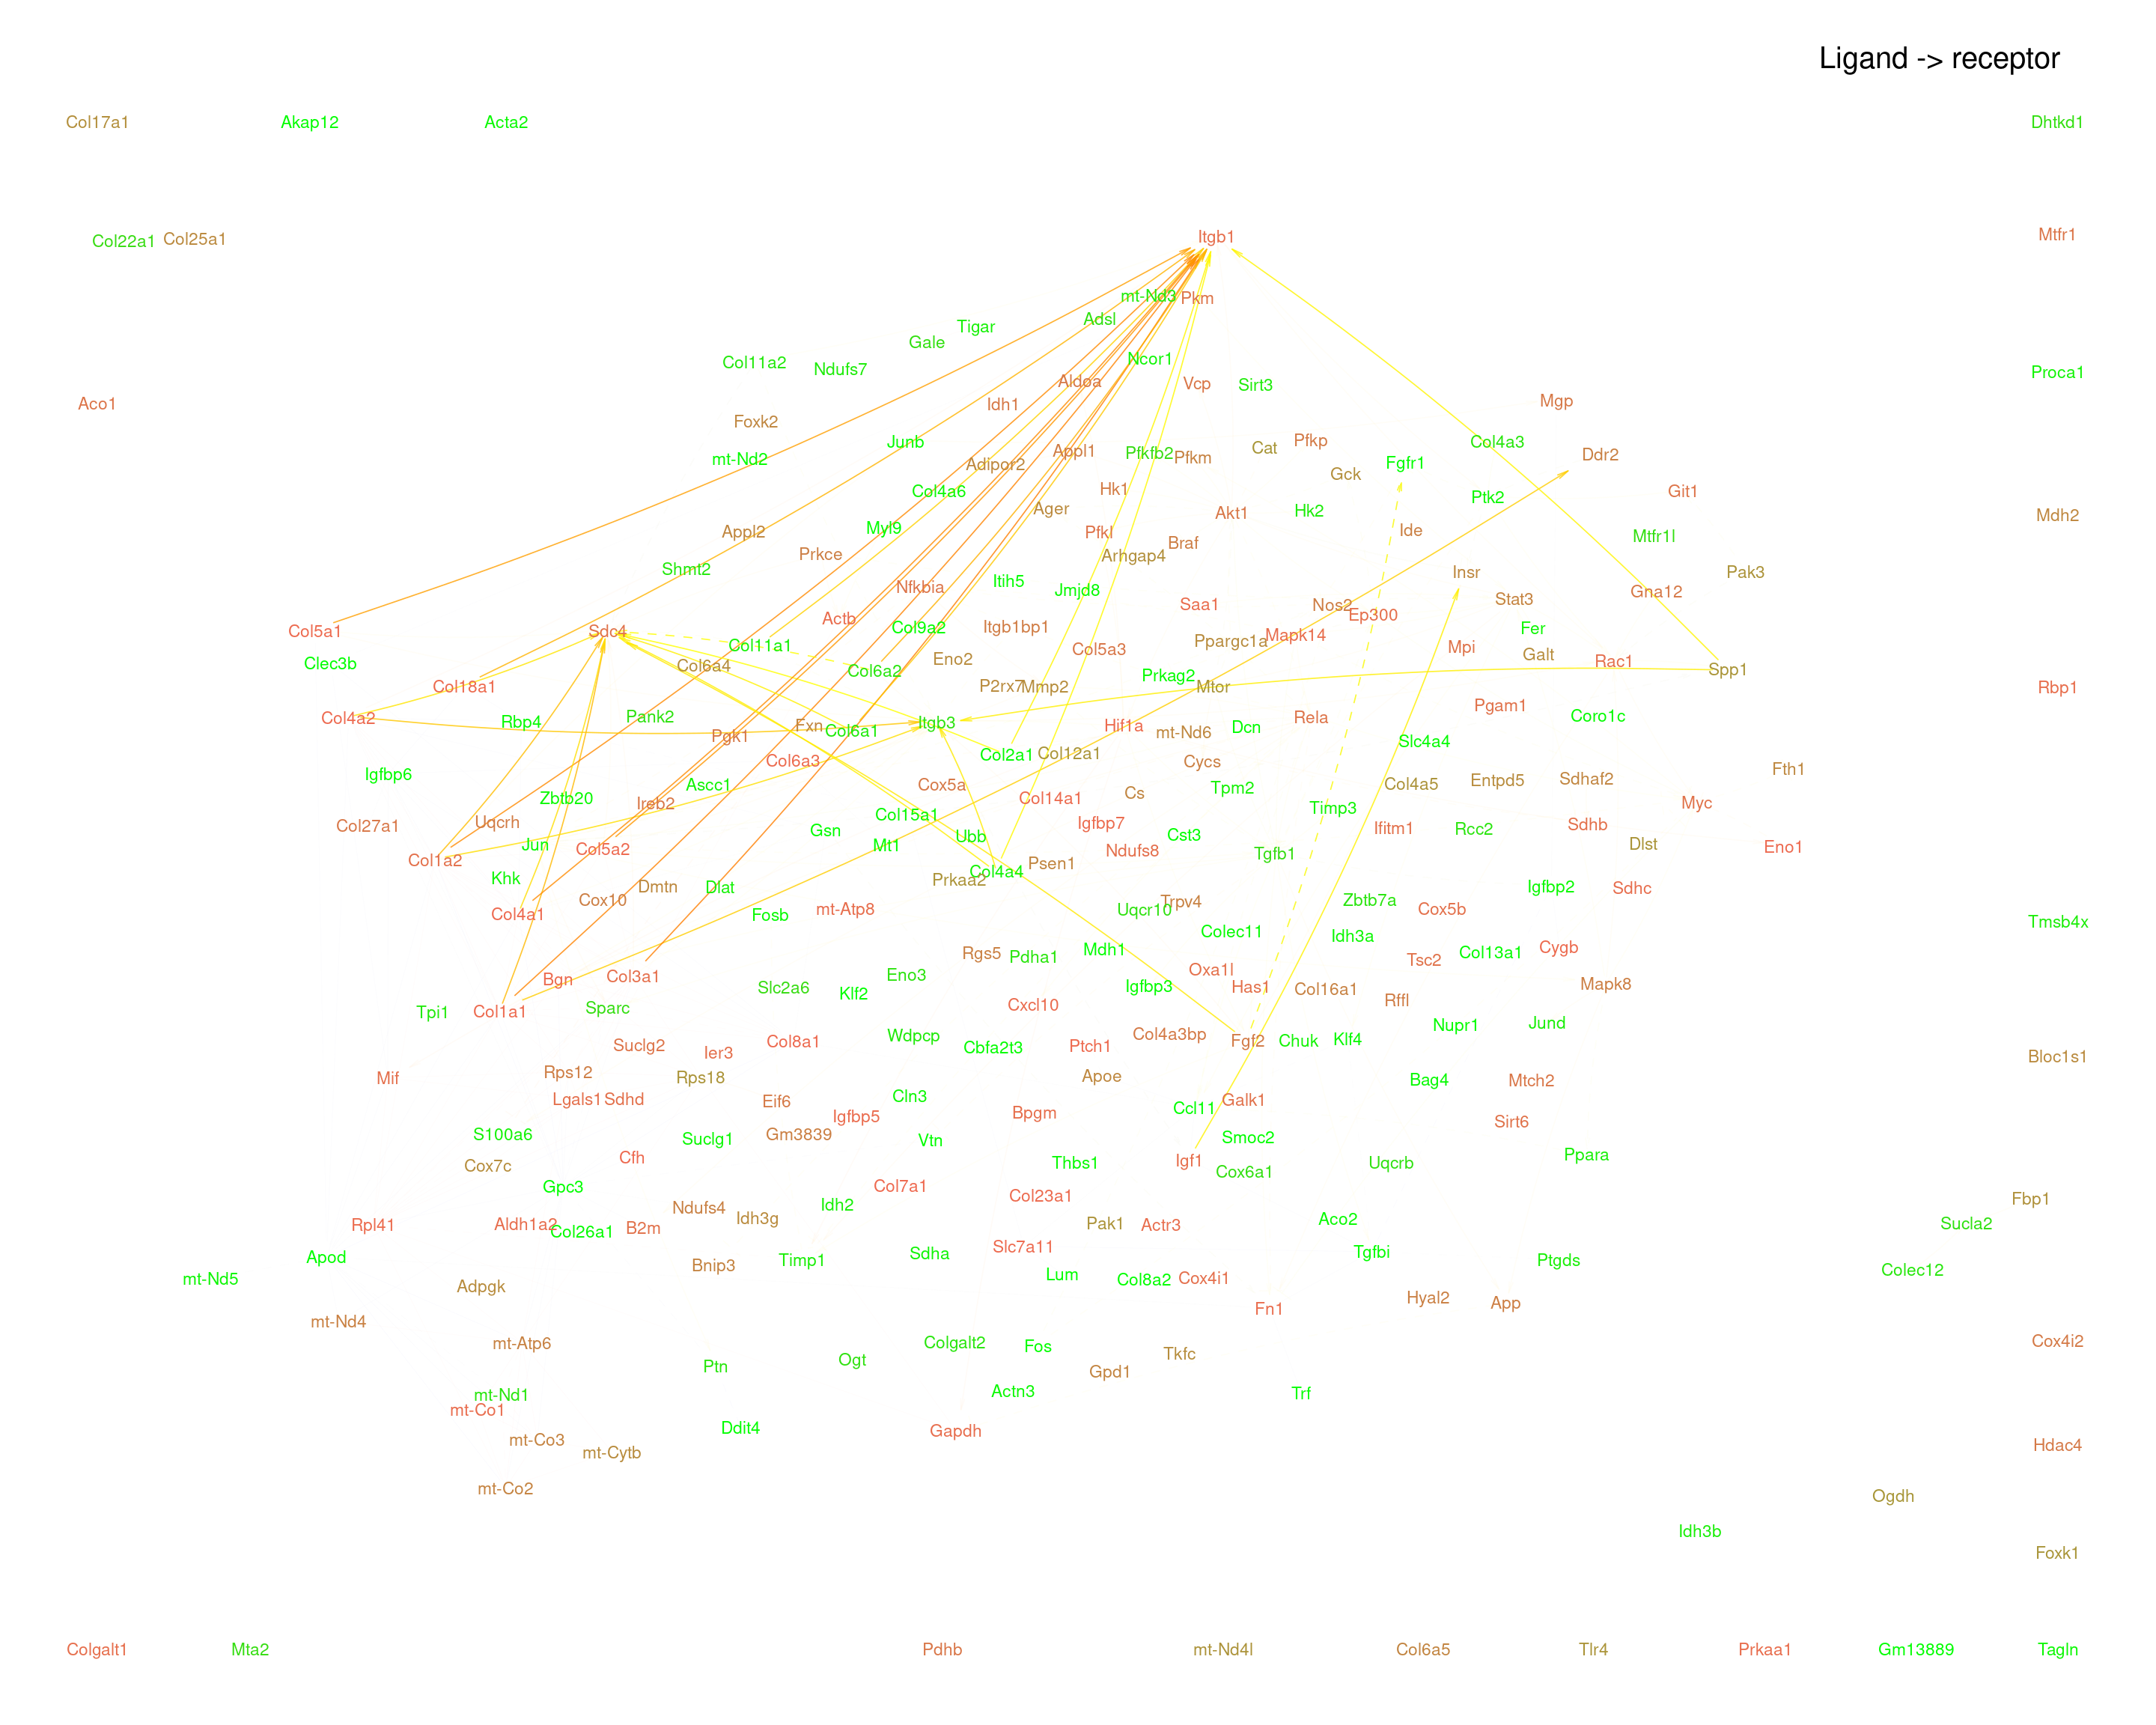 Ligand -> receptor
Col17a1 Akap12 Acta2 Dhtkd1
Col22a1 Col25a1 Itgb1 Mtfr1
mt-Nd3 Pkm
Tigar Adsl
Gale
Col11a2 Ndufs7 Ncor1 Proca1
Aldoa Vcp Sirt3
Aco1 Idh1 Mgp
Foxk2
Junb Appl1 Pfkfb2 Cat Pfkp Col4a3
mt-Nd2 Adipor2 Pfkm Fgfr1 Ddr2
Gck
Col4a6 Hk1 Ptk2 Git1
Ager Akt1 Hk2 Mdh2
Appl2 Myl9 Pfkl Braf Ide Mtfr1l
Prkce Arhgap4
Shmt2 Nfkbia Itih5 Jmjd8 Insr Pak3
Saa1 Nos2 Stat3 Gna12
Actb Ep300
Col5a1 Sdc4 Col9a2 Itgb1bp1 Mapk14 Fer
Clec3b Col11a1 Col5a3 Ppargc1a Mpi Galt Rac1
Col6a4 Eno2 Col6a2 Prkag2 Spp1
Col18a1 P2rx7 Mmp2 Mtor Rbp1
Col4a2 Rbp4 Pank2 Fxn Itgb3 Hif1a Rela Pgam1 Coro1c
Pgk1 Col6a1 mt-Nd6 Dcn Slc4a4
Col6a3 Col2a1 Col12a1 Cycs
Igfbp6 Ascc1 Cox5a Cs Tpm2 Col4a5 Entpd5 Sdhaf2 Fth1
Zbtb20 Ireb2 Col14a1 Timp3 Myc
Col27a1 Uqcrh Gsn Col15a1 Igfbp7 Ifitm1 Rcc2 Sdhb
Jun Col5a2 Mt1 Ubb Cst3 Dlst Eno1
Col1a2 Ndufs8 Tgfb1
Khk Dmtn Dlat Prkaa2 Col4a4 Psen1 Igfbp2 Sdhc
Col4a1 Cox10 Fosb mt-Atp8 Uqcr10 Trpv4 Zbtb7a Cox5b
Colec11 Idh3a Tmsb4x
Rgs5 Pdha1 Mdh1 Tsc2 Col13a1 Cygb
Bgn Col3a1 Eno3 Oxa1l
Slc2a6 Klf2 Igfbp3 Has1 Col16a1 Rffl Mapk8
Tpi1 Col1a1 Sparc Cxcl10
Wdpcp Nupr1 Jund
Suclg2 Ier3 Col8a1 Cbfa2t3 Ptch1 Col4a3bp Fgf2 Chuk Klf4 Bloc1s1
Mif Rps12 Rps18 Apoe Bag4 Mtch2
Lgals1 Sdhd Eif6 Igfbp5 Cln3 Bpgm Ccl11 Galk1
S100a6 Suclg1 Gm3839 Vtn Smoc2 Sirt6
Cox7c Cfh Thbs1 Igf1 Cox6a1 Uqcrb Ppara
Gpc3 Ndufs4 Idh2 Col7a1 Col23a1 Fbp1
Rpl41 Aldh1a2 Col26a1 B2m Idh3g Pak1 Actr3 Aco2 Sucla2
Apod Bnip3 Timp1 Sdha Slc7a11 Tgfbi Ptgds
mt-Nd5 Adpgk Lum Col8a2 Cox4i1 Colec12
mt-Nd4 Fn1 Hyal2 App
mt-Atp6 Colgalt2 Fos Cox4i2
Ptn Ogt Gpd1 Tkfc
mt-Nd1 Actn3 Trf
mt-Co1 Ddit4 Gapdh
mt-Co3 mt-Cytb Hdac4
mt-Co2 Ogdh
Idh3b Foxk1
Colgalt1 Mta2 Pdhb mt-Nd4l Col6a5 Tlr4 Prkaa1 Gm13889 Tagln